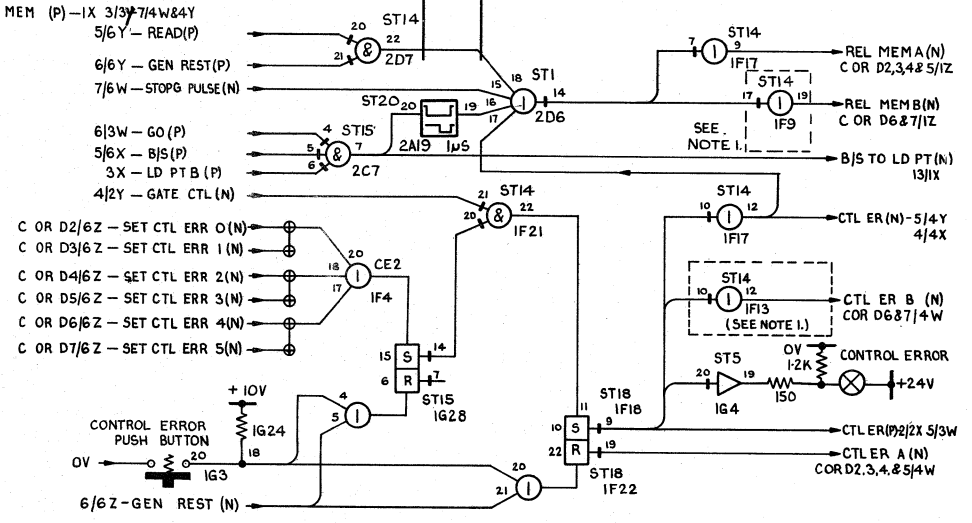 MEM (P)—1X 3/3Y 7/4W&4Y
5/6Y — READ(P)
6/6Y — GEN REST(P)
7/6W — STOPG PULSE(N)
6/3W — GO (P)
5/6X — B/S (P)
3X — LD PT B (P)
4/2Y — GATE CTL (N)
C OR D2/6Z — SET CTL ERR 0(N)
C OR D3/6Z — SET CTL ERR 1(N)
C OR D4/6Z — SET CTL ERR 2(N)
C OR D5/6Z — SET CTL ERR 3(N)
C OR D6/6Z — SET CTL ERR 4(N)
C OR D7/6Z — SET CTL ERR 5(N)
CONTROL ERROR
PUSH BUTTON
0V
20
1G3
+10V
1G24
18
6/6Z-GEN REST (N)
ST14
20
21
&
22
2D7
ST20
20
19
2A19
1µS
ST15
4
5
6
&
7
2C7
15
18
16
17
ST1
1
14
2D6
ST14
21
20
&
22
1F21
20
18
17
CE2
1
1F4
15
S
14
6
R
7
ST15
1G28
4
5
1
20
21
1
11
10
S
9
22
R
19
ST18
1F18
ST18
1F22
ST14
7
1
9
1F17
REL MEM A (N)
C OR D2,3,4& 5/1Z
ST14
17
1
19
1F9
SEE
NOTE 1.
REL MEM B(N)
C OR D6&7/1Z
B/S TO LD PT(N)
13/1X
ST14
10
1
12
1F17
CTL ER(N)-5/4Y
4/4X
ST14
10
1
12
1F13
(SEE NOTE 1.)
CTL ER B (N)
COR D6&7/4W
ST5
20
19
1G4
150
0V
1·2K
CONTROL ERROR
+24V
CTL ER(P)-2/2X 5/3W
CTL ER A (N)
COR D2,3,4,&5/4W